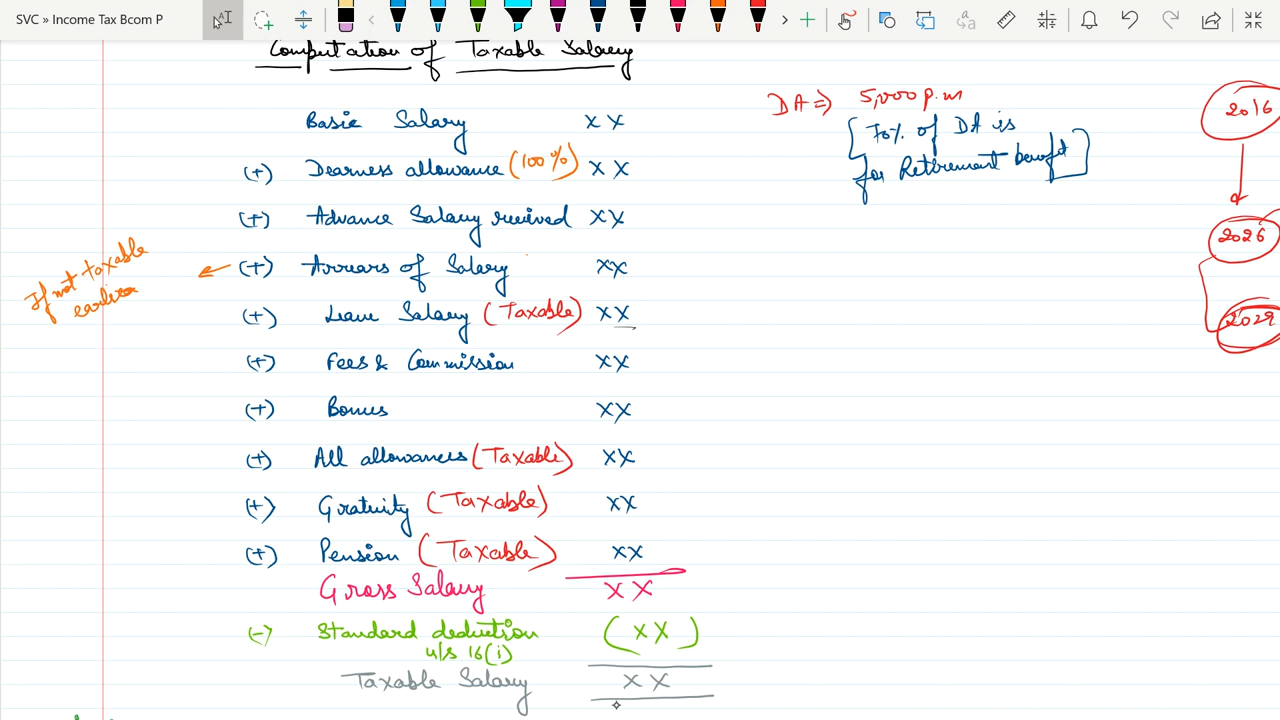 SVC » Income Tax Bcom P
Computation of Taxable Salary
Basic Salary XX
(+) Dearness allowance (100%) XX
(+) Advance Salary received XX
(+) Arrears of Salary XX
If not taxable
earlier
(+) Leave Salary (Taxable) XX
(+) Fees & Commission XX
(+) Bonus XX
(+) All allowances (Taxable) XX
(+) Gratuity (Taxable) XX
(+) Pension (Taxable) XX
Gross Salary XX
(-) Standard deduction (XX)
u/s 16(i)
Taxable Salary XX
DA ⇒ 5,000 p.m
[70% of DA is
for Retirement benefit]
2016
2026
2029